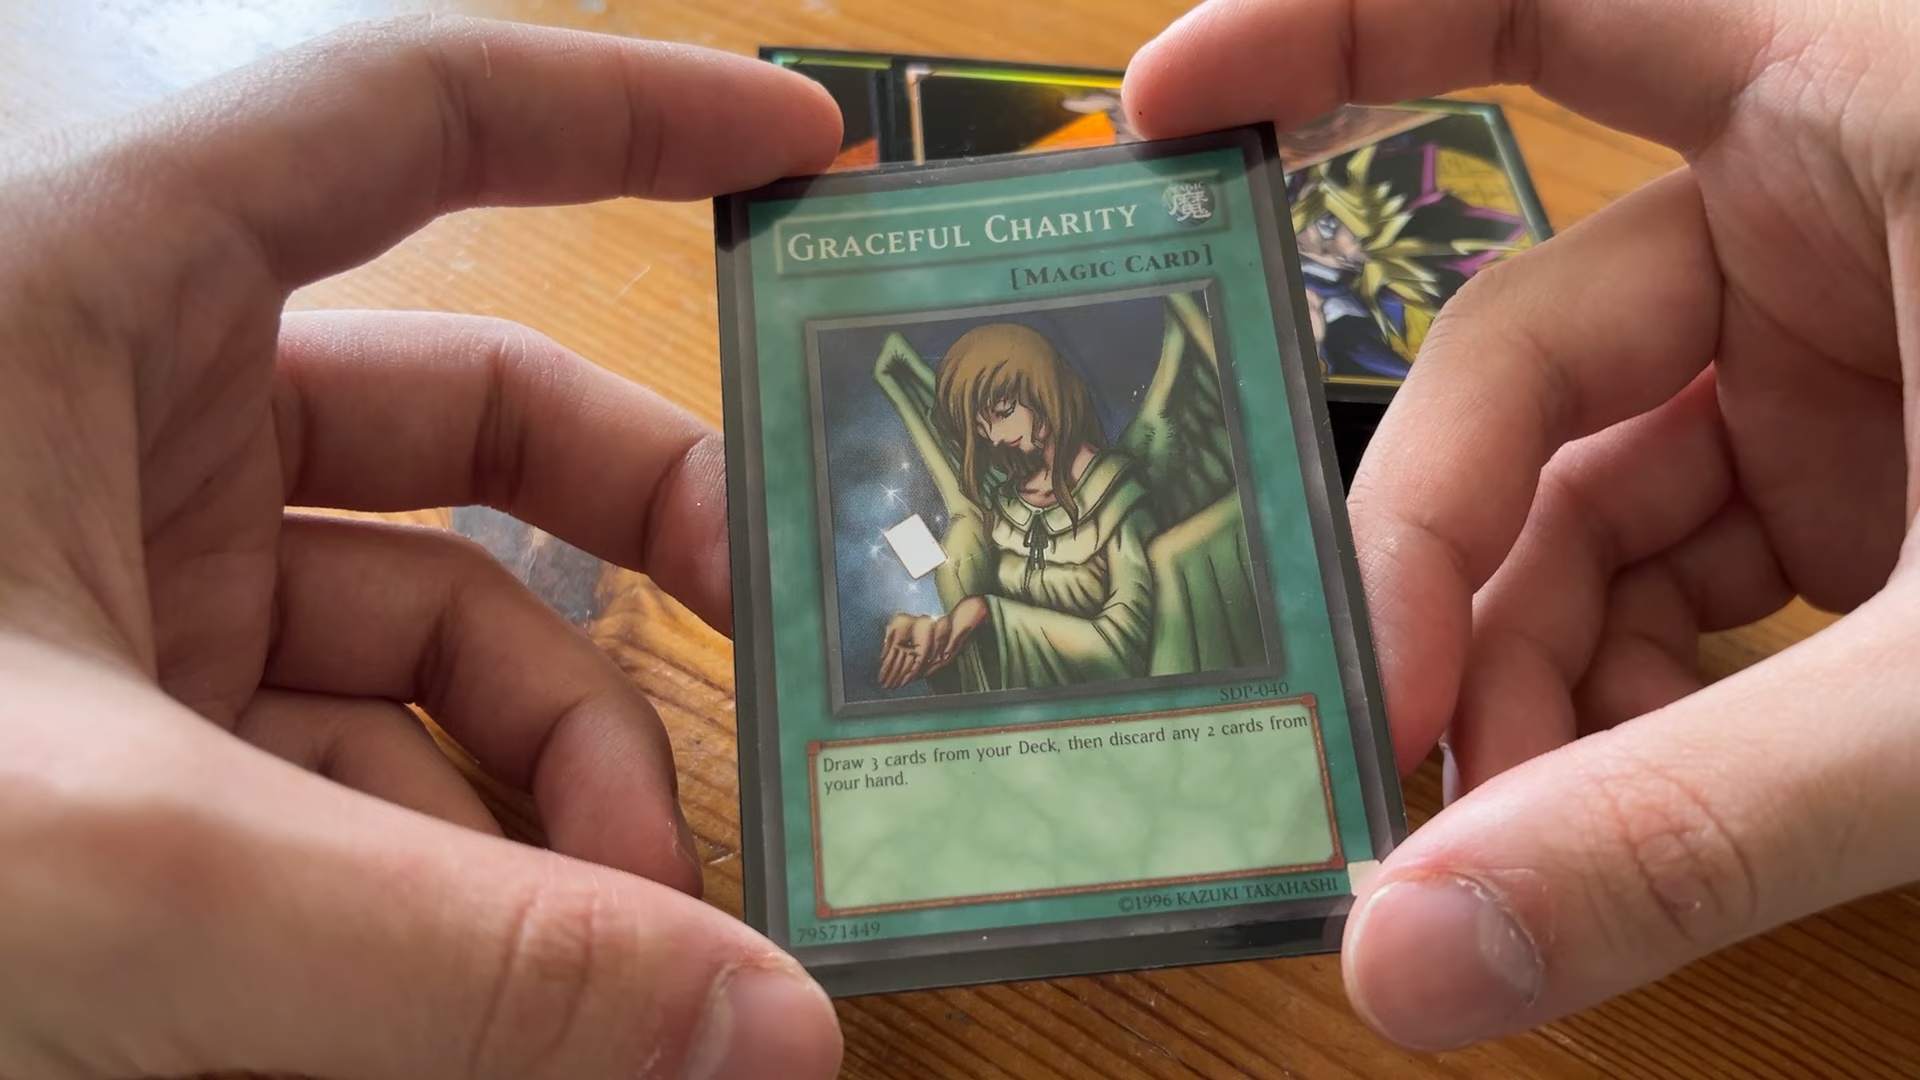 GRACEFUL CHARITY
MAGIC
魔
[MAGIC CARD]
SDP-040
Draw 3 cards from your Deck, then discard any 2 cards from
your hand.
79571449
©1996 KAZUKI TAKAHASHI